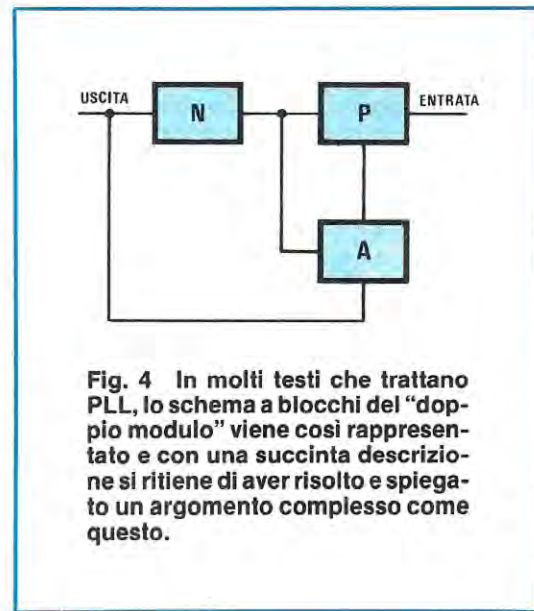 USCITA
N
P
ENTRATA
A
Fig. 4 In molti testi che trattano
PLL, lo schema a blocchi del "dop-
pio modulo" viene così rappresen-
tato e con una succinta descrizio-
ne si ritiene di aver risolto e spiega-
to un argomento complesso come
questo.